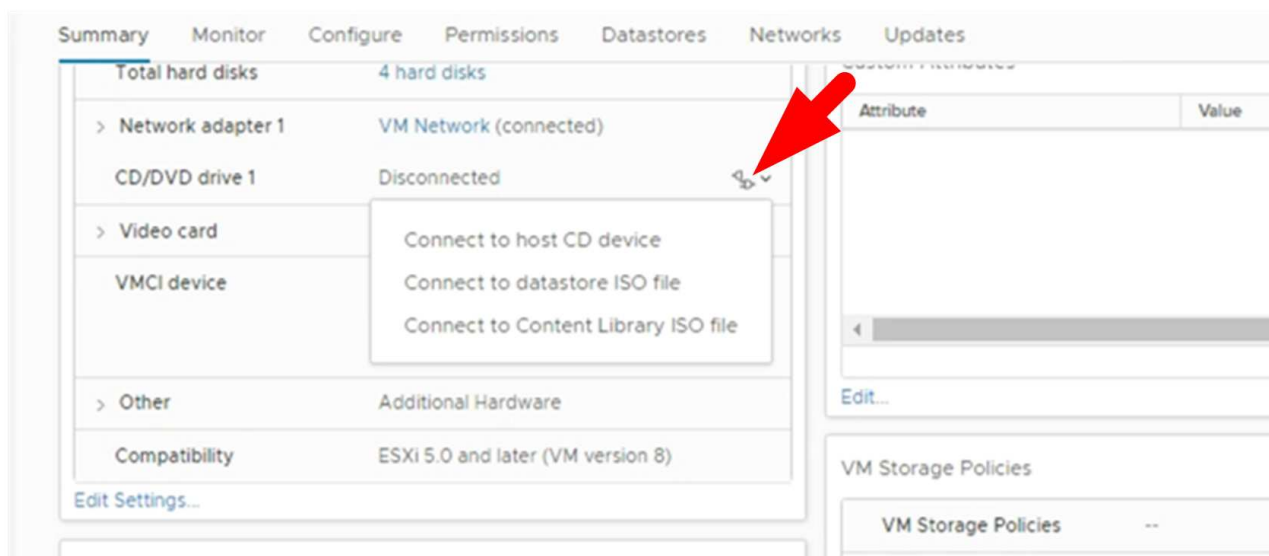 Summary Monitor Configure Permissions Datastores Networks Updates
Total hard disks 4 hard disks
Network adapter 1 VM Network (connected)
CD/DVD drive 1 Disconnected
Connect to host CD device
Connect to datastore ISO file
Connect to Content Library ISO file
Video card
VMCI device
Other Additional Hardware
Compatibility ESXi 5.0 and later (VM version 8)
Edit Settings...
Custom Attributes
Attribute Value
Edit...
VM Storage Policies
VM Storage Policies --